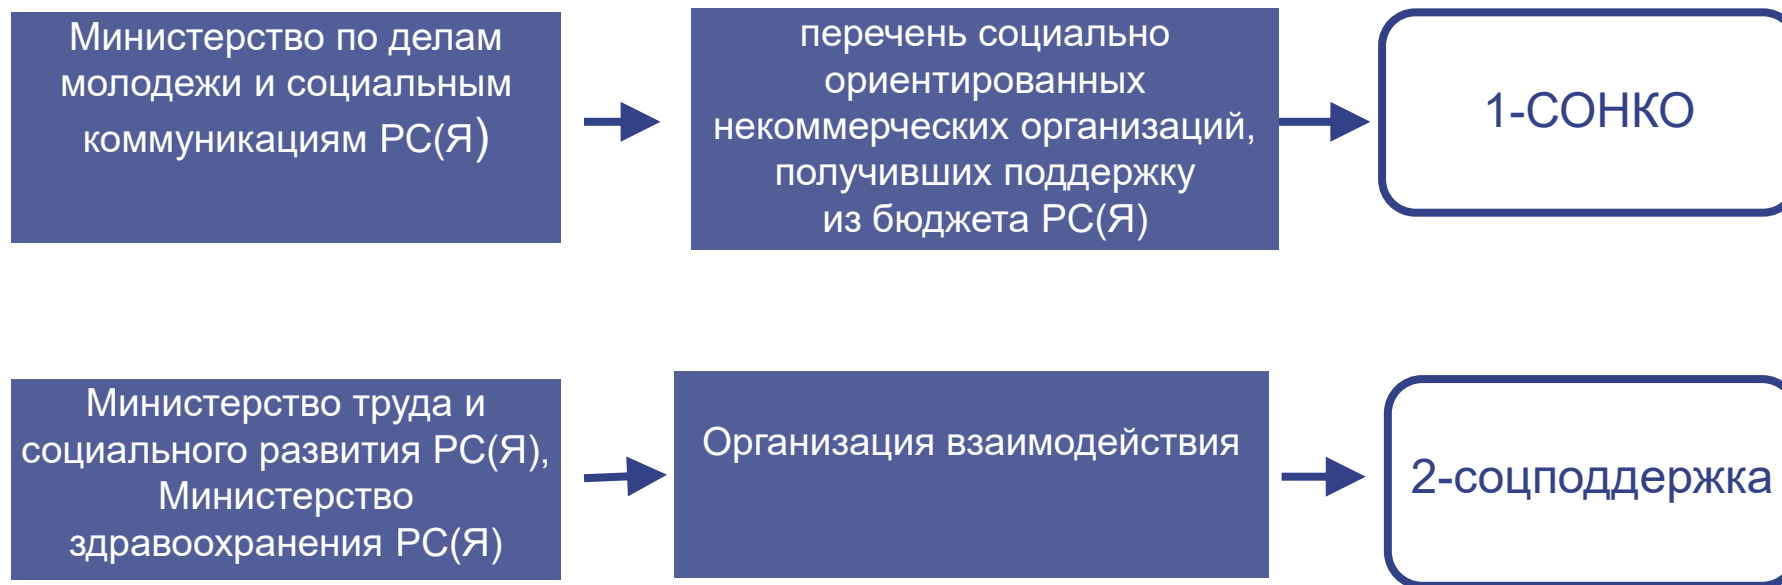 Министерство по делам
молодежи и социальным
коммуникациям РС(Я)
перечень социально
ориентированных
некоммерческих организаций,
получивших поддержку
из бюджета РС(Я)
1-СОНКО
Министерство труда и
социального развития РС(Я),
Министерство
здравоохранения РС(Я)
Организация взаимодействия
2-соцподдержка